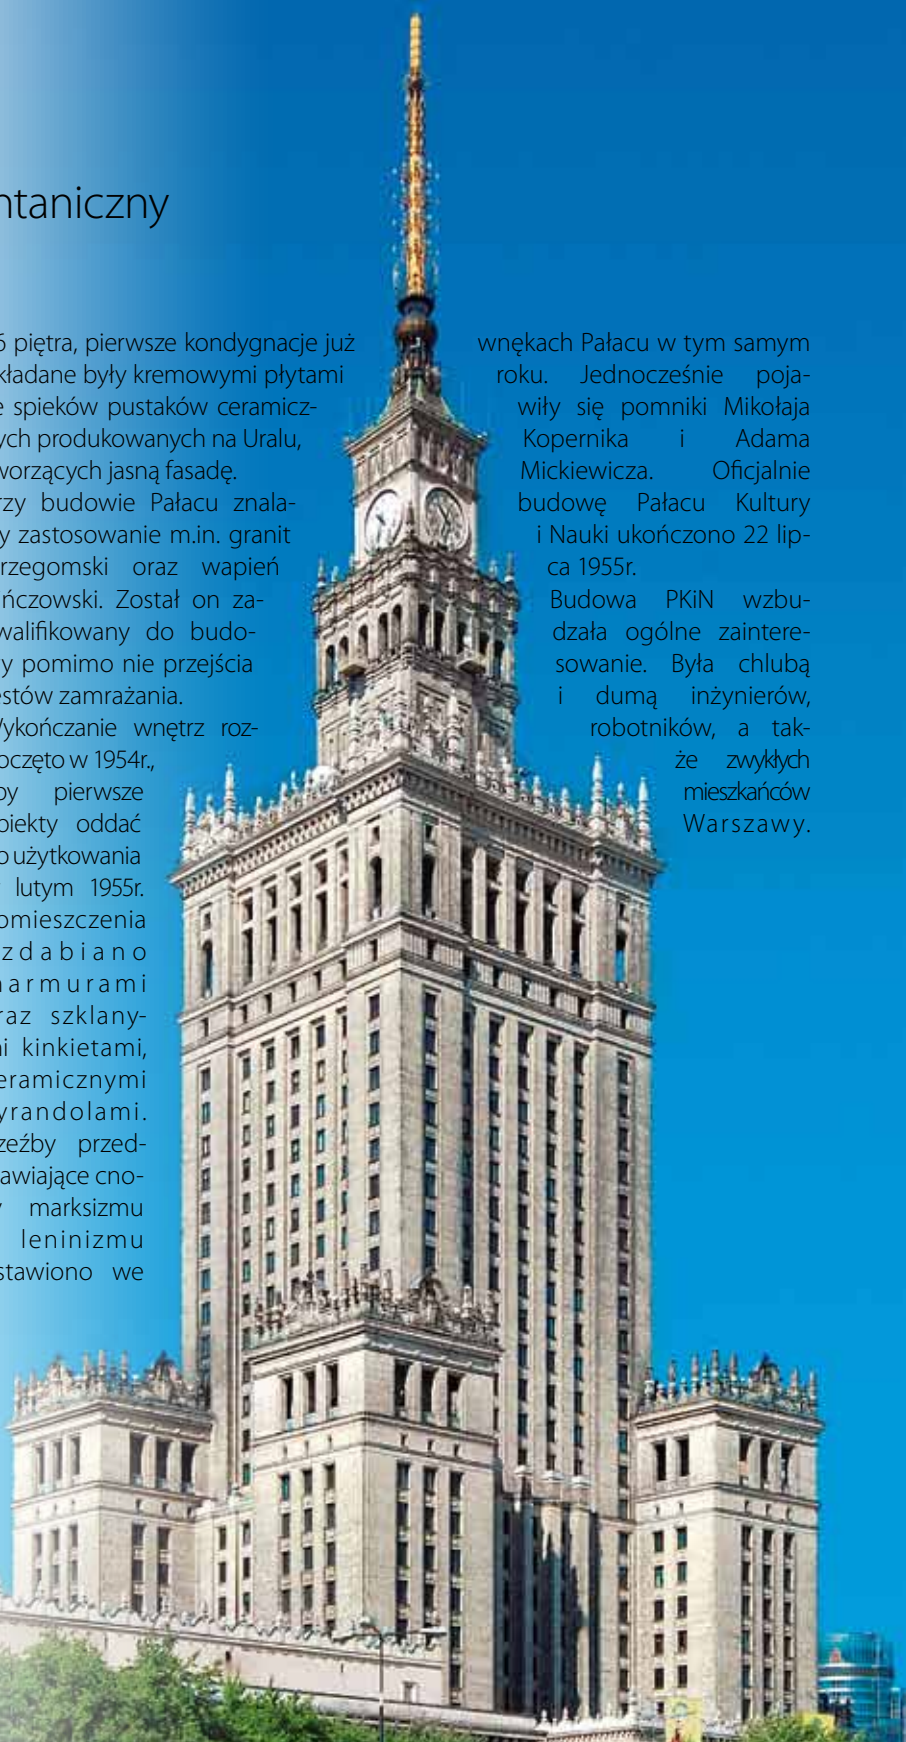 ntaniczny
6 piętra, pierwsze kondygnacje już
kładane były kremowymi płytami
e spieków pustaków ceramicz-
ych produkowanych na Uralu,
worzących jasną fasadę.
rzy budowie Pałacu znala-
y zastosowanie m.in. granit
rzegomski oraz wapień
ńczowski. Został on za-
walifikowany do budo-
y pomimo nie przejścia
estów zamrażania.
Wykończanie wnętrz roz-
oczęto w 1954r.,
by pierwsze
biekty oddać
o użytkowania
lutym 1955r.
omieszczenia
zdabiano
armurami
raz szklany-
i kinkietami,
eramicznymi
yrandolami.
zeźby przed-
awiające cno-
y marksizmu
leninizmu
stawiono we
wnękach Pałacu w tym samym
roku. Jednocześnie poja-
wiły się pomniki Mikołaja
Kopernika i Adama
Mickiewicza. Oficjalnie
budowę Pałacu Kultury
i Nauki ukończono 22 lip-
ca 1955r.
Budowa PKiN wzbu-
dzała ogólne zaintere-
sowanie. Była chlubą
i dumą inżynierów,
robotników, a tak-
że zwykłych
mieszkańców
Warszawy.